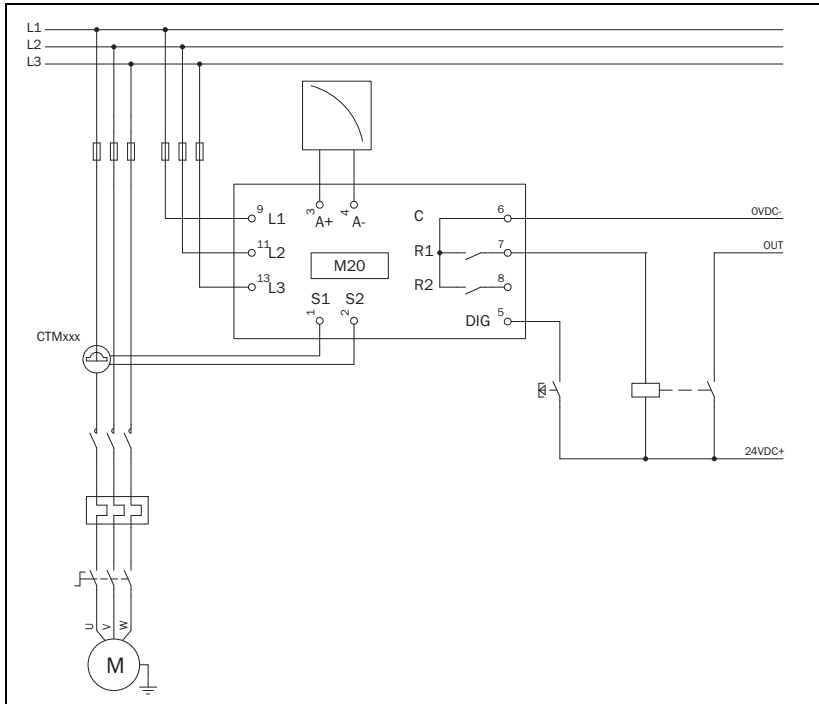 L1
L2
L3
3
4
A+
A-
9
L1
11
L2
13
L3
M20
S1
S2
1
2
C
6
R1
7
R2
8
DIG
5
0VDC-
OUT
24VDC+
CTMxxx
U
V
W
M